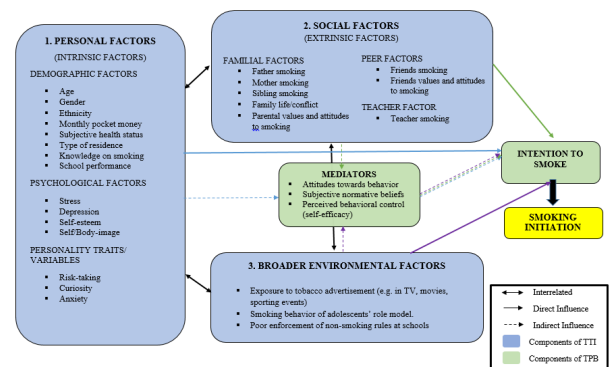 1. PERSONAL FACTORS
(INTRINSIC FACTORS)
DEMOGRAPHIC FACTORS
Age
Gender
Ethnicity
Monthly pocket money
Subjective health status
Type of residence
Knowledge on smoking
School performance
PSYCHOLOGICAL FACTORS
Stress
Depression
Self-esteem
Self/Body-image
PERSONALITY TRAITS/
VARIABLES
Risk-taking
Curiosity
Anxiety
2. SOCIAL FACTORS
(EXTRINSIC FACTORS)
FAMILIAL FACTORS
Father smoking
Mother smoking
Sibling smoking
Family life/conflict
Parental values and attitudes
to smoking
PEER FACTORS
Friends smoking
Friends values and attitudes
to smoking
TEACHER FACTOR
Teacher smoking
MEDIATORS
Attitudes towards behavior
Subjective normative beliefs
Perceived behavioral control
(self-efficacy)
3. BROADER ENVIRONMENTAL FACTORS
Exposure to tobacco advertisement (e.g. in TV, movies,
sporting events)
Smoking behavior of adolescents' role model.
Poor enforcement of non-smoking rules at schools
INTENTION TO
SMOKE
SMOKING
INITIATION
Interrelated
Direct Influence
Indirect Influence
Components of TTI
Components of TPB